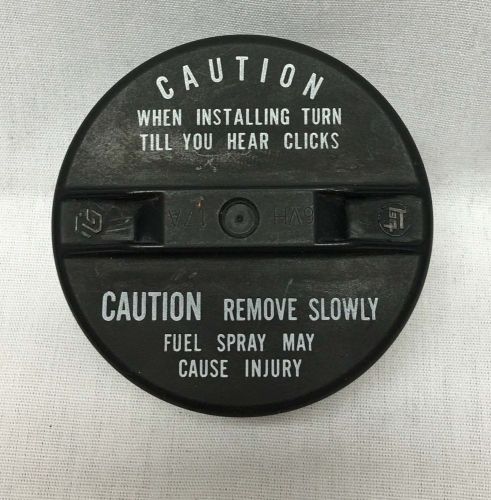 CAUTION
WHEN INSTALLING TURN
TILL YOU HEAR CLICKS
CAUTION REMOVE SLOWLY
FUEL SPRAY MAY
CAUSE INJURY